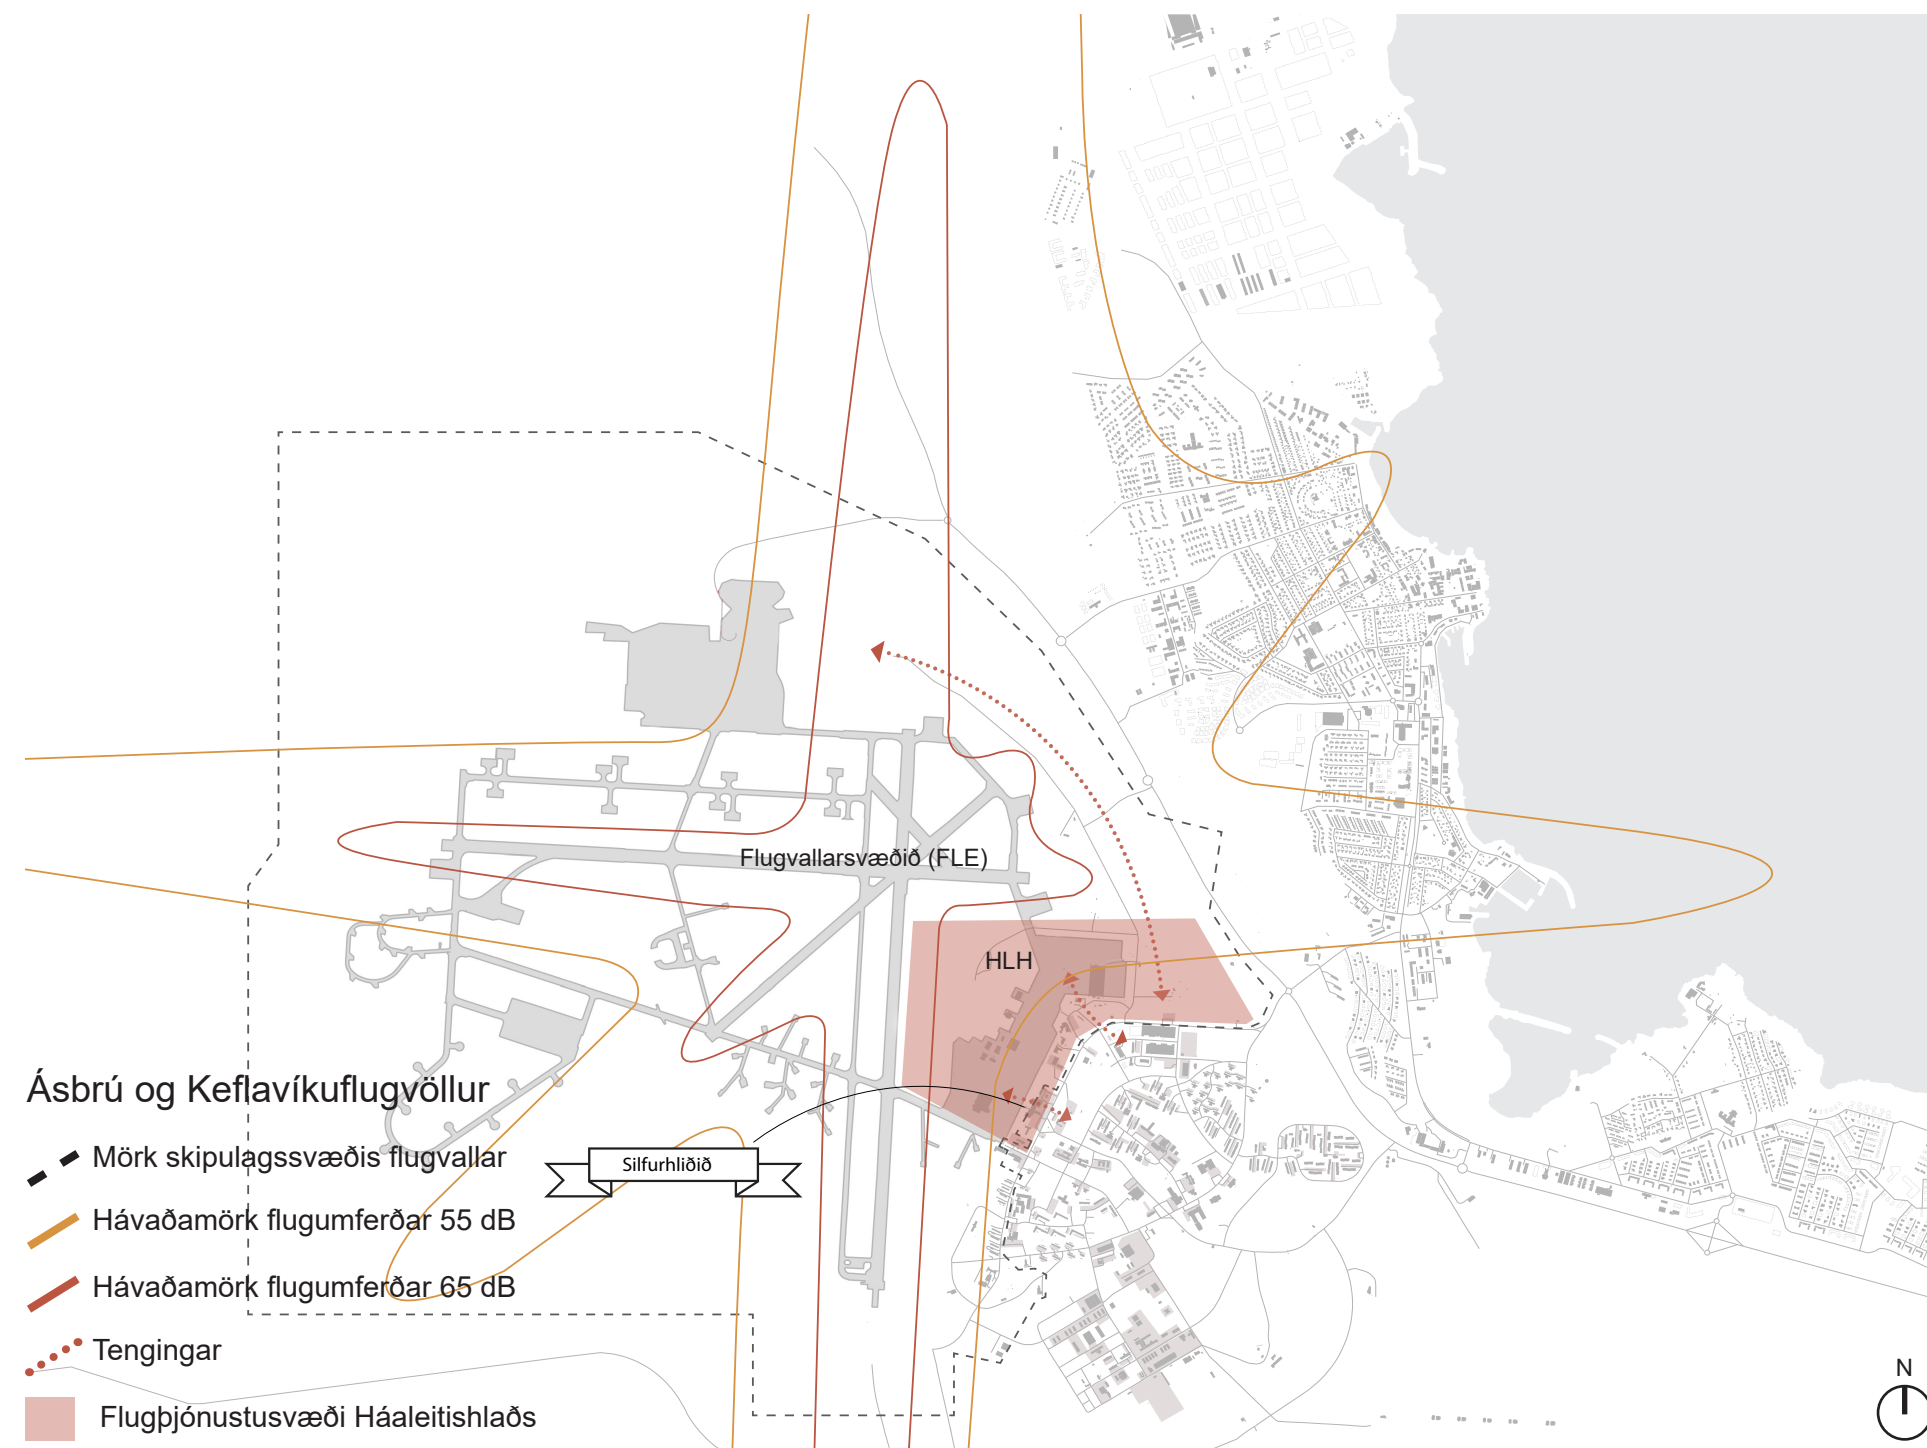 Flugvallarsvæðið (FLE)
HLH
Ásbrú og Keflavíkuflugvöllur
Mörk skipulagssvæðis flugvallar
Silfurhliðið
Hávaðamörk flugumferðar 55 dB
Hávaðamörk flugumferðar 65 dB
Tengingar
N
Flugþjónustusvæði Háaleitishlaðs